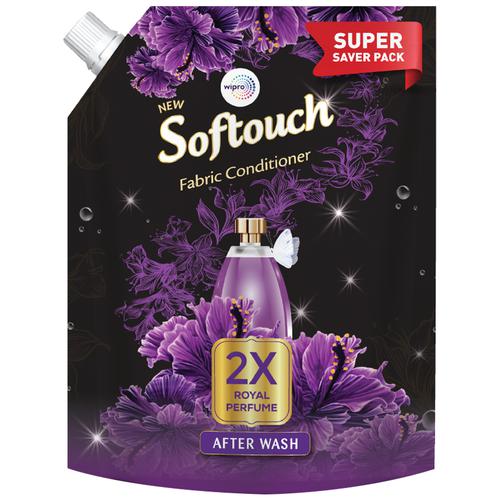 SUPER
SAVER PACK
wipro
NEW
Softouch
Fabric Conditioner
2X
ROYAL
PERFUME
AFTER WASH